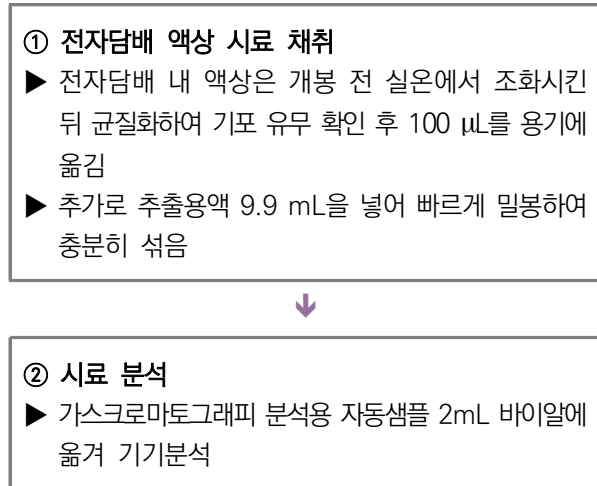 ① 전자담배 액상 시료 채취
▶ 전자담배 내 액상은 개봉 전 실온에서 조화시킨
뒤 균질화하여 기포 유무 확인 후 100 μL를 용기에
옮김
▶ 추가로 추출용액 9.9 mL을 넣어 빠르게 밀봉하여
충분히 섞음
② 시료 분석
▶ 가스크로마토그래피 분석용 자동샘플 2mL 바이알에
옮겨 기기분석